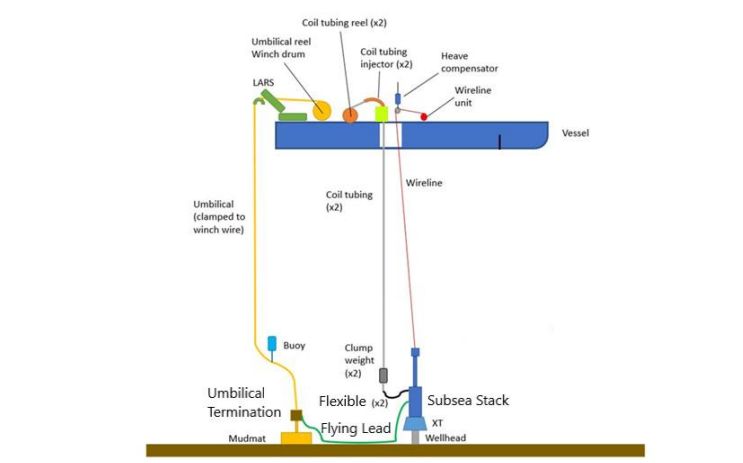 Coil tubing reel (x2)
Umbilical reel
Winch drum
Coil tubing
injector (x2)
Heave
compensator
LARS
Wireline
unit
Vessel
Wireline
Coil tubing
(x2)
Umbilical
(clamped to
winch wire)
Buoy
Clump
weight
(x2)
Umbilical
Termination
Flexible (x2)
Subsea Stack
Flying Lead
XT
Mudmat
Wellhead